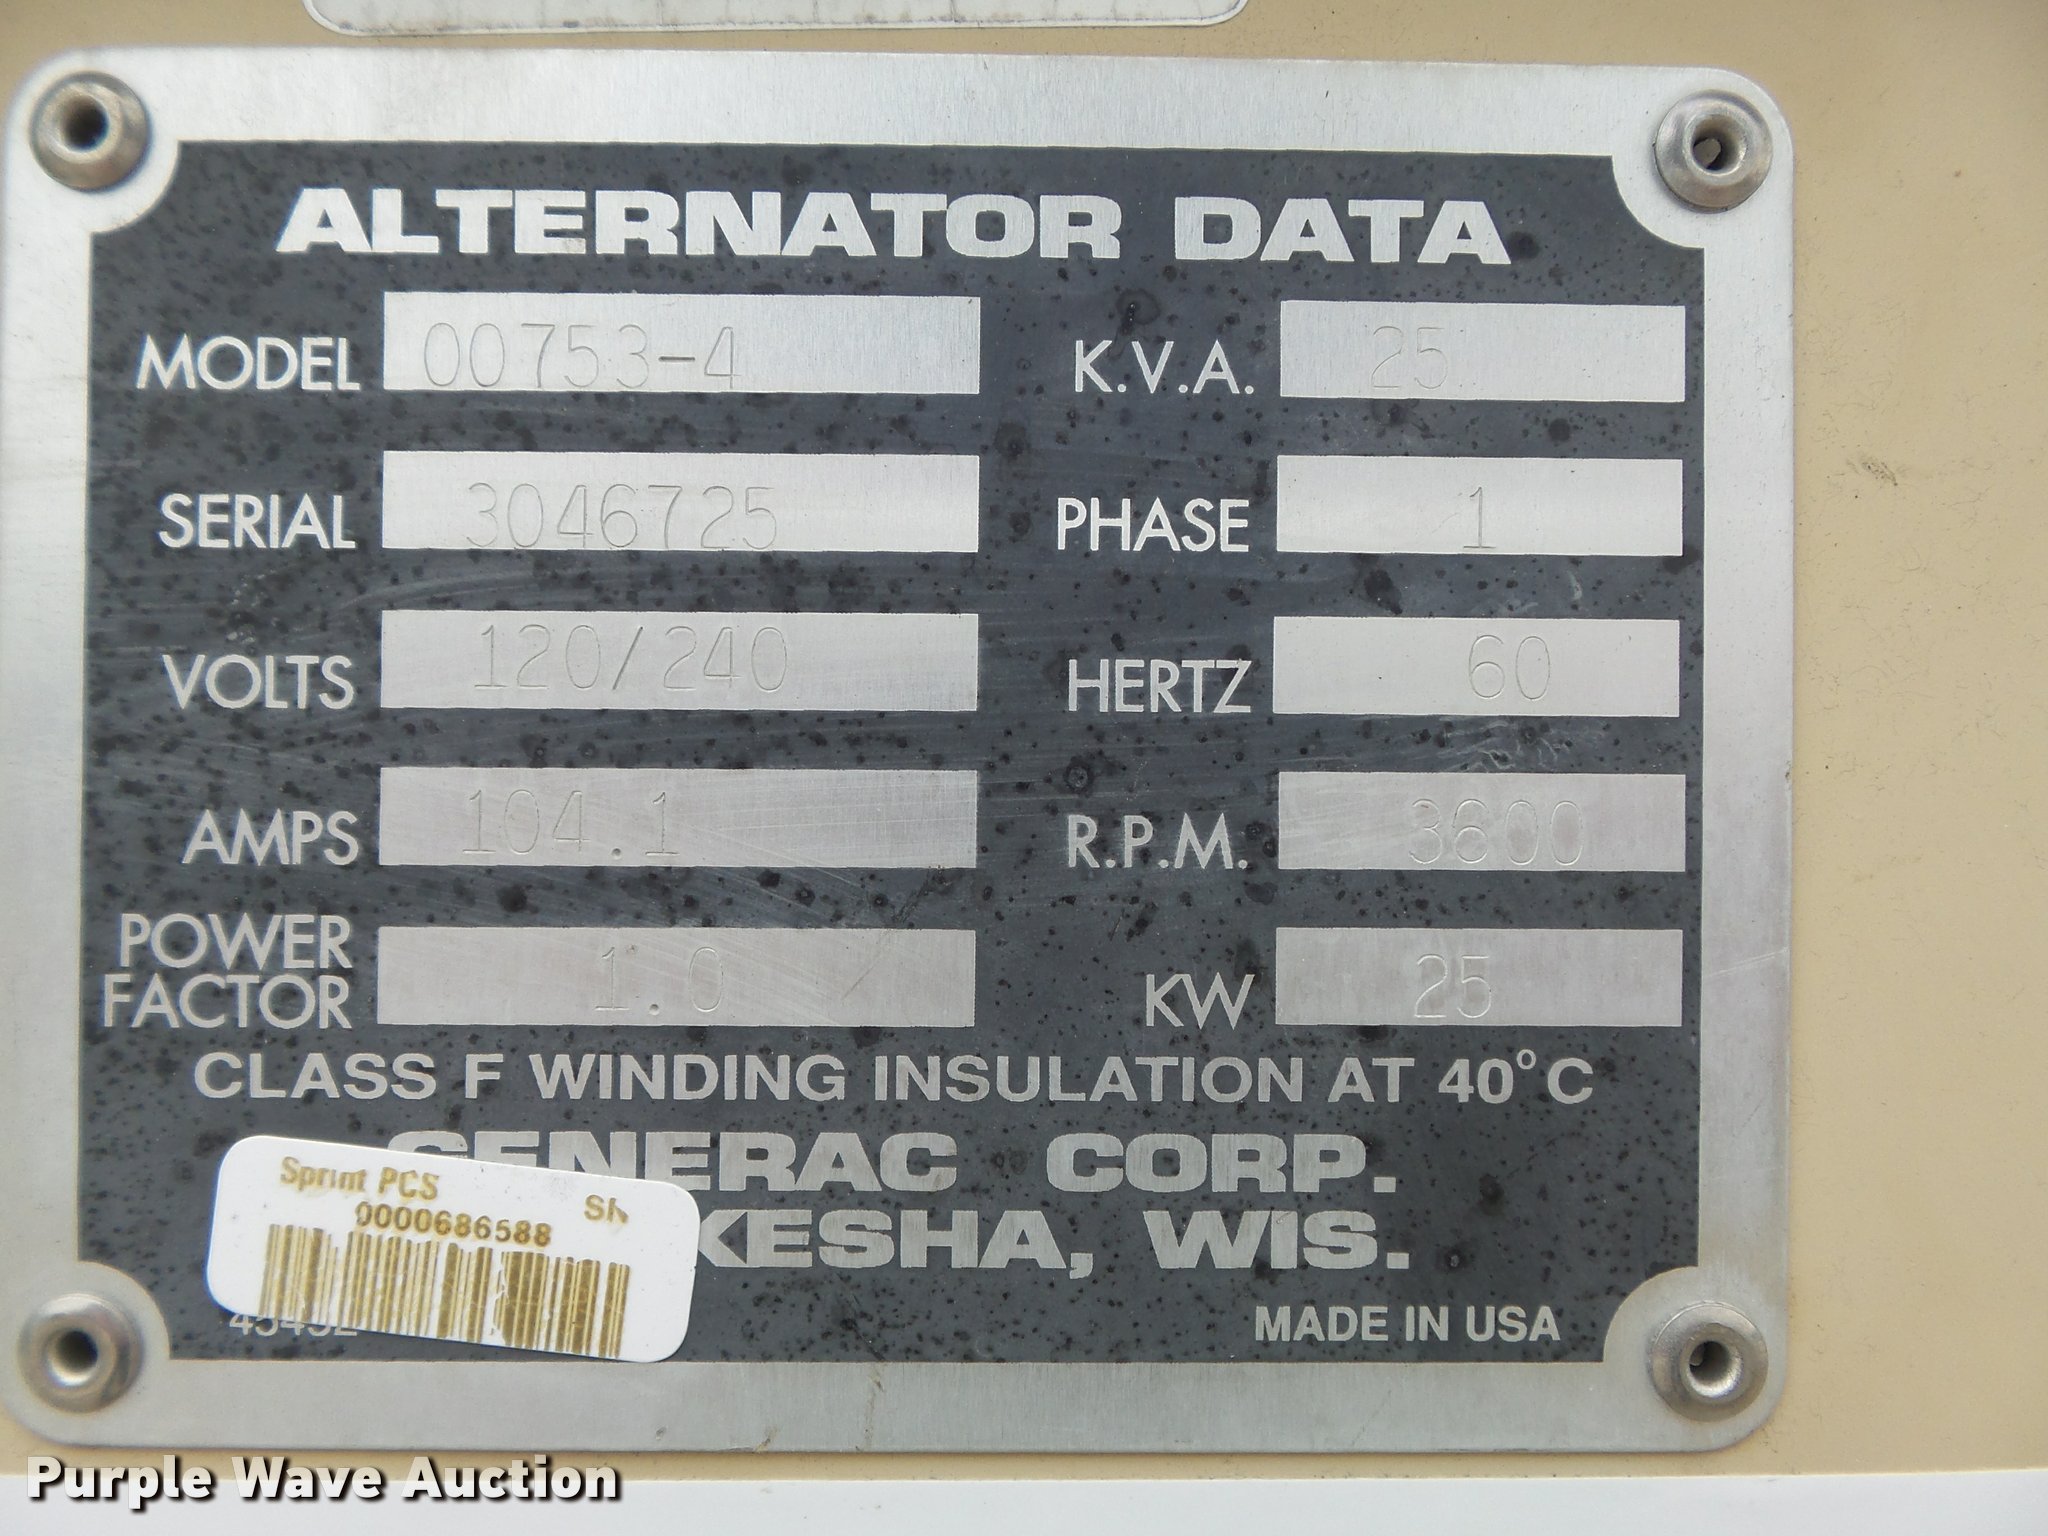 ALTERNATOR DATA
MODEL 00753-4 K.V.A. 25
SERIAL 3046725 PHASE 1
VOLTS 120/240 HERTZ 60
AMPS 104.1 R.P.M. 3600
POWER FACTOR 1.0 KW 25
CLASS F WINDING INSULATION AT 40°C
GENERAC CORP.
KESHA, WIS.
Sprint PCS
0000686588
MADE IN USA
Purple Wave Auction